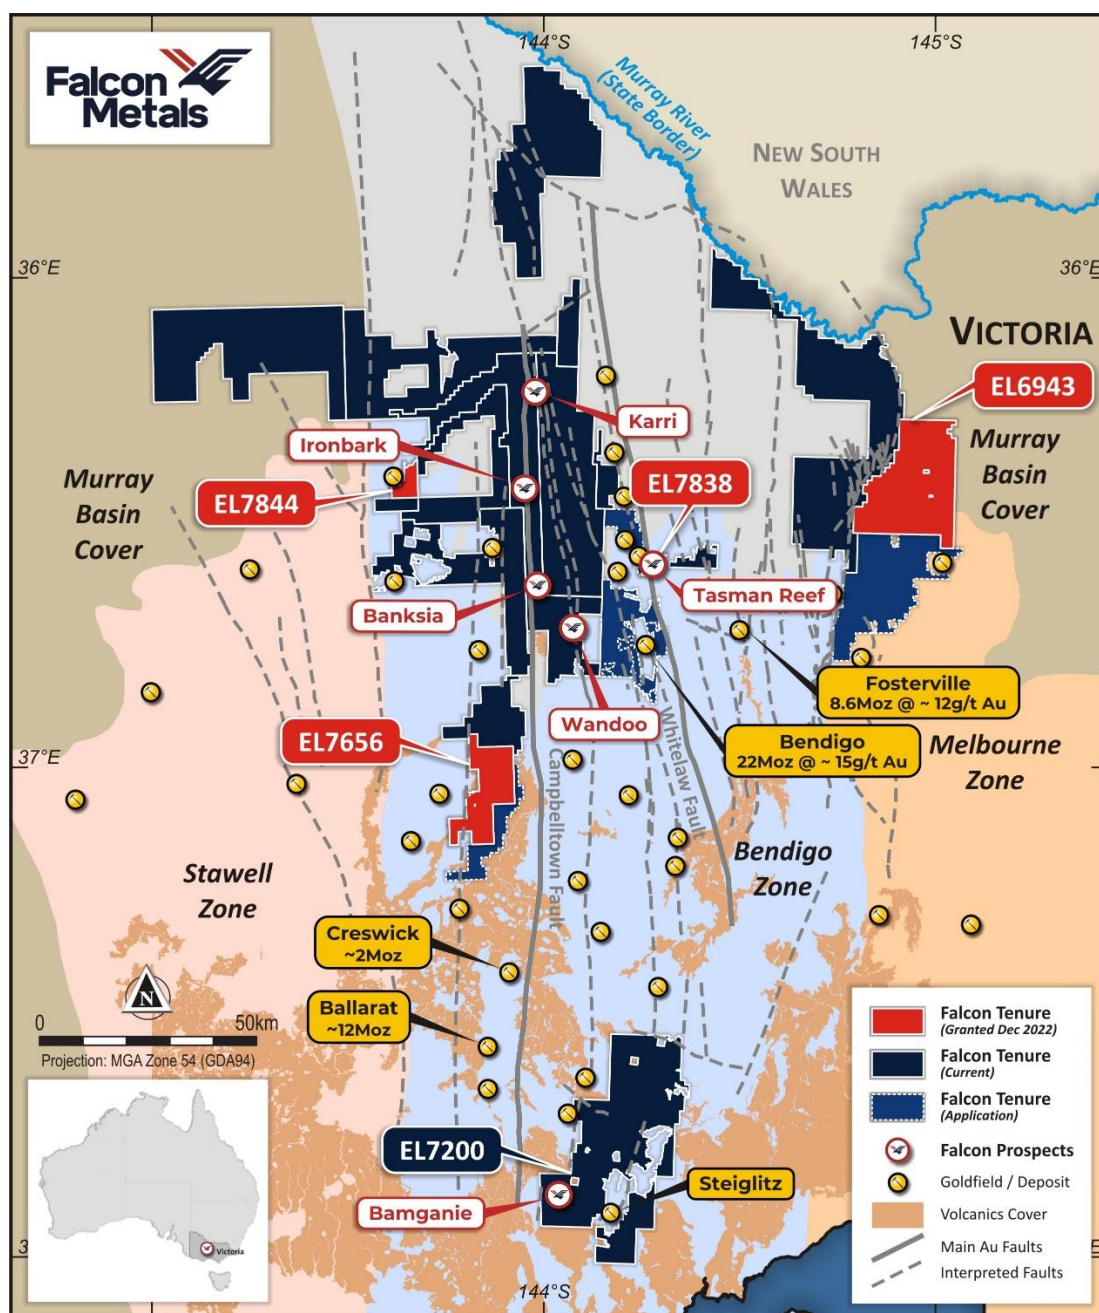 Falcon
Metals
144°S
145°S
Murray River
(State Border)
NEW SOUTH
WALES
36°E
36°E
VICTORIA
EL6943
Karri
Ironbark
Murray
Basin
Cover
Murray
Basin
Cover
EL7844
EL7838
Banksia
Tasman Reef
Fosterville
8.6Moz @ ~ 12g/t Au
Wandoo
Whitelaw Fault
Bendigo
22Moz @ ~ 15g/t Au
EL7656
37°E
Melbourne
Zone
Campbelltown Fault
Bendigo
Zone
Stawell
Zone
Creswick
~2Moz
Ballarat
~12Moz
N
0 50km
Projection: MGA Zone 54 (GDA94)
Victoria
EL7200
Bamganie
Steiglitz
144°S
Falcon Tenure
(Granted Dec 2022)
Falcon Tenure
(Current)
Falcon Tenure
(Application)
Falcon Prospects
Goldfield / Deposit
Volcanics Cover
Main Au Faults
Interpreted Faults